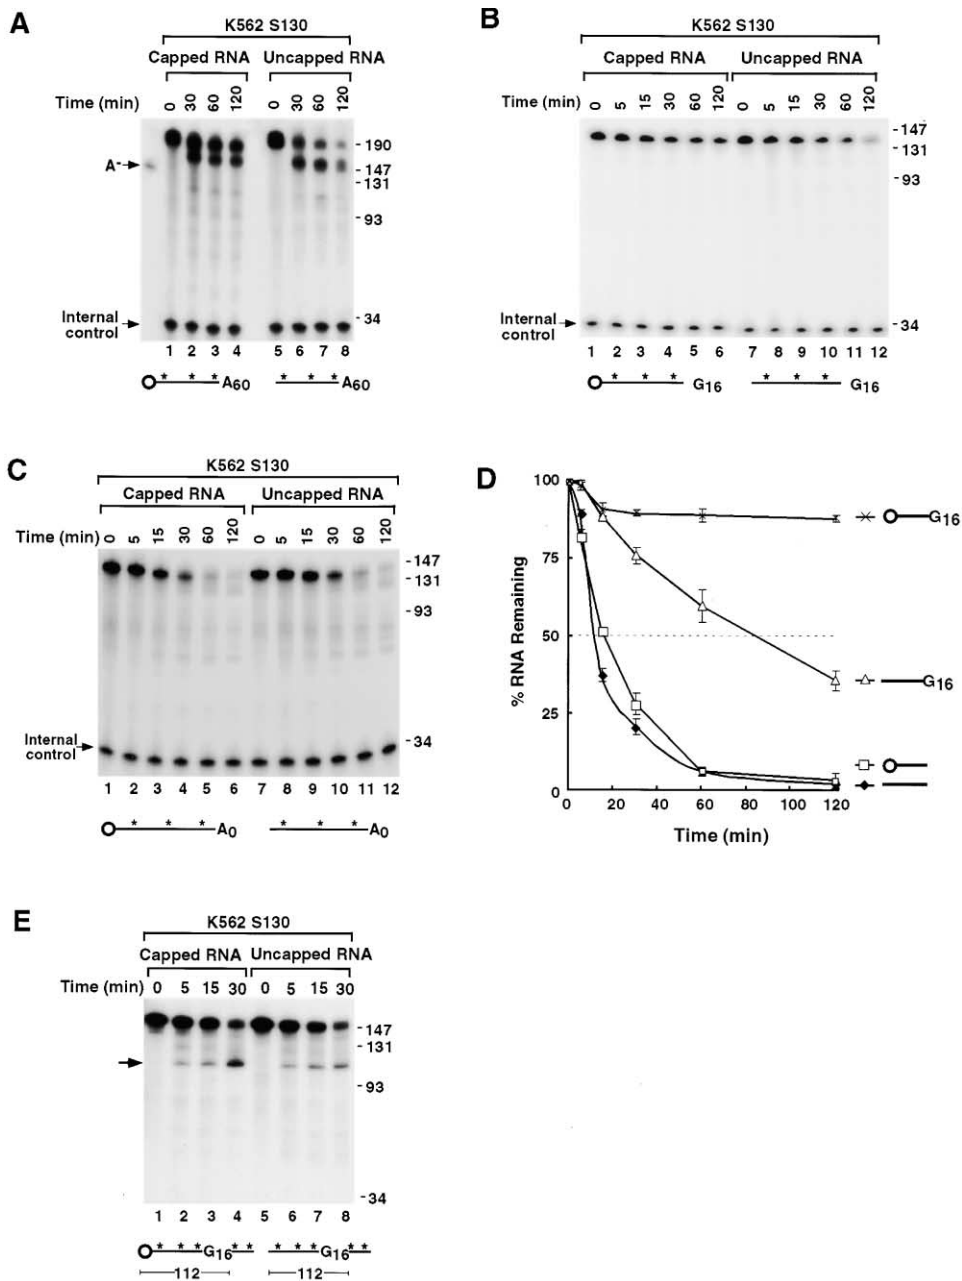 A
K562 S130
Capped RNA Uncapped RNA
Time (min) 0 30 60 120 0 30 60 120
A-
- 190
- 147
- 131
- 93
Internal control
- 34
1 2 3 4 5 6 7 8
* * * A60 * * * A60
B
K562 S130
Capped RNA Uncapped RNA
Time (min) 0 5 15 30 60 120 0 5 15 30 60 120
- 147
- 131
- 93
Internal control
- 34
1 2 3 4 5 6 7 8 9 10 11 12
* * * G16 * * * G16
C
K562 S130
Capped RNA Uncapped RNA
Time (min) 0 5 15 30 60 120 0 5 15 30 60 120
- 147
- 131
- 93
Internal control
- 34
1 2 3 4 5 6 7 8 9 10 11 12
* * * A0 * * * A0
D
% RNA Remaining
100
75
50
25
0
0 20 40 60 80 100 120
Time (min)
G16
G16
E
K562 S130
Capped RNA Uncapped RNA
Time (min) 0 5 15 30 0 5 15 30
- 147
- 131
- 93
- 34
1 2 3 4 5 6 7 8
* * * G16 * * * * * G16 * *
112 112